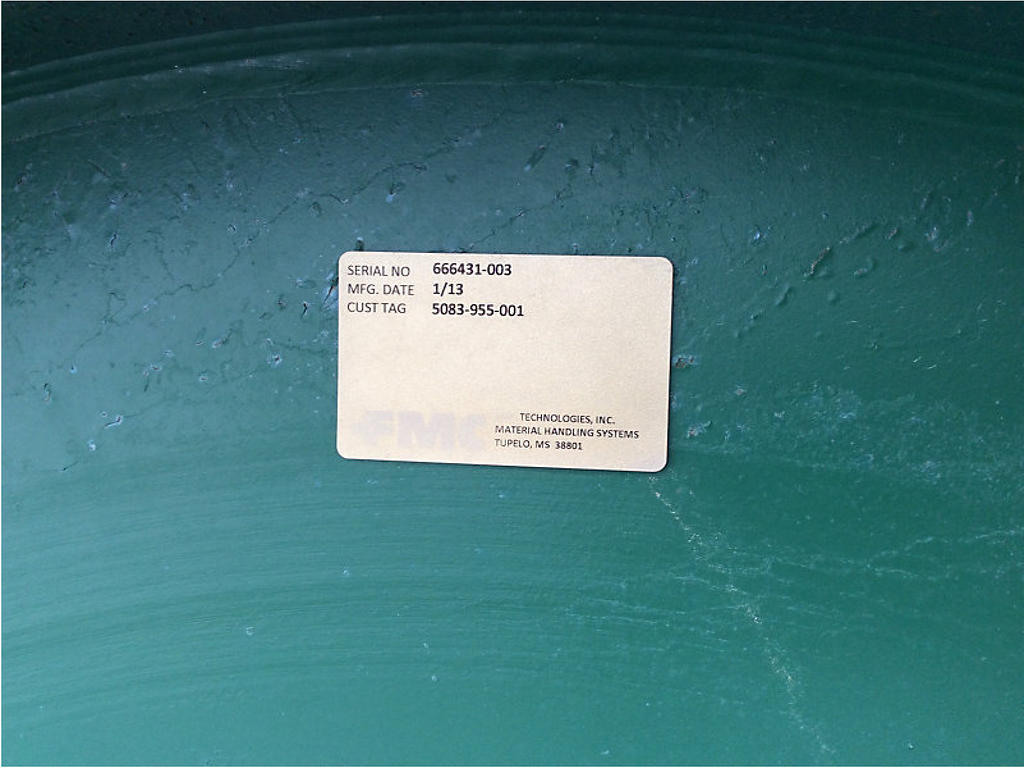 SERIAL NO 666431-003
MFG. DATE 1/13
CUST TAG 5083-955-001
FMC TECHNOLOGIES, INC.
MATERIAL HANDLING SYSTEMS
TUPELO, MS 38801